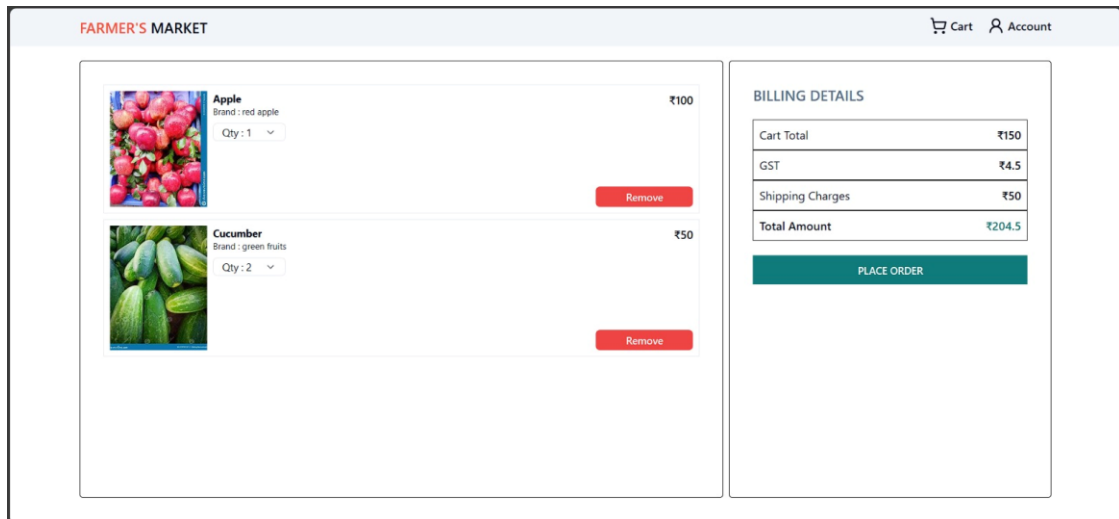 FARMER'S MARKET
Cart
Account
Apple
₹100
Brand : red apple
Qty : 1
Remove
Cucumber
₹50
Brand : green fruits
Qty : 2
Remove
BILLING DETAILS
Cart Total ₹150
GST ₹4.5
Shipping Charges ₹50
Total Amount ₹204.5
PLACE ORDER